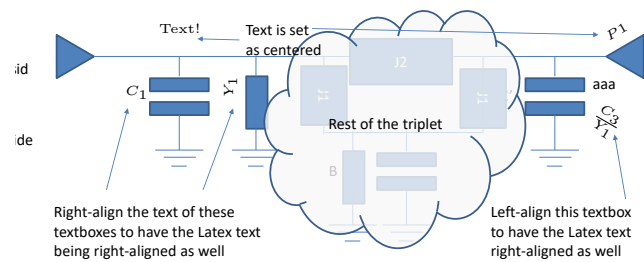 Text!
Text is set
as centered
P1
J2
sid
C1
Y1
J1
J1
aaa
C3
Y1
ide
Rest of the triplet
B
Right-align the text of these
textboxes to have the Latex text
being right-aligned as well
Left-align this textbox
to have the Latex text
right-aligned as well